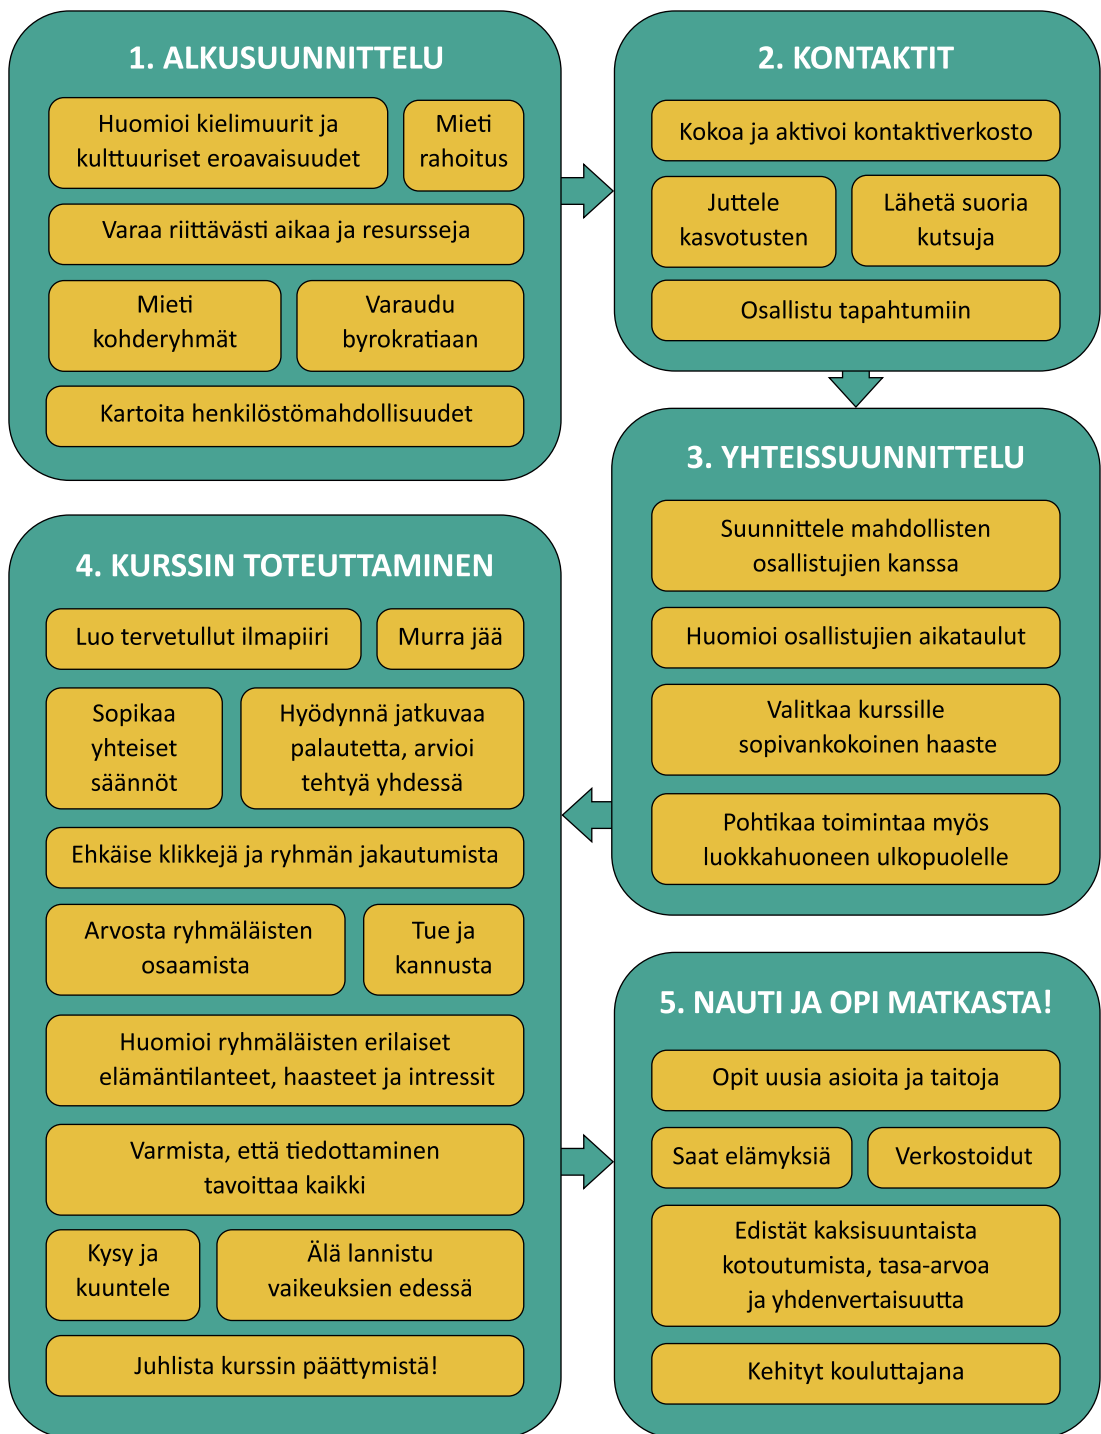 1. ALKUSUUNNITTELU
Huomioi kielimuurit ja
kulttuuriset eroavaisuudet
Mieti
rahoitus
Varaa riittävästi aikaa ja resursseja
Mieti
kohderyhmät
Varaudu
byrokratiaan
Kartoita henkilöstömahdollisuudet
2. KONTAKTIT
Kokoa ja aktivoi kontaktiverkosto
Juttele
kasvotusten
Lähetä suoria
kutsuja
Osallistu tapahtumiin
3. YHTEISSUUNNITTELU
Suunnittele mahdollisten
osallistujien kanssa
Huomioi osallistujien aikataulut
Valitkaa kurssille
sopivankokoinen haaste
Pohtikaa toimintaa myös
luokkahuoneen ulkopuolelle
4. KURSSIN TOTEUTTAMINEN
Luo tervetullut ilmapiiri
Murra jää
Sopikaa
yhteiset
säännöt
Hyödynnä jatkuvaa
palautetta, arvioi
tehtyä yhdessä
Ehkäise klikkejä ja ryhmän jakautumista
Arvosta ryhmäläisten
osaamista
Tue ja
kannusta
Huomioi ryhmäläisten erilaiset
elämäntilanteet, haasteet ja intressit
Varmista, että tiedottaminen
tavoittaa kaikki
Kysy ja
kuuntele
Älä lannistu
vaikeuksien edessä
Juhlista kurssin päättymistä!
5. NAUTI JA OPI MATKASTA!
Opit uusia asioita ja taitoja
Saat elämyksiä
Verkostoidut
Edistät kaksisuuntaista
kotoutumista, tasa-arvoa
ja yhdenvertaisuutta
Kehityt kouluttajana